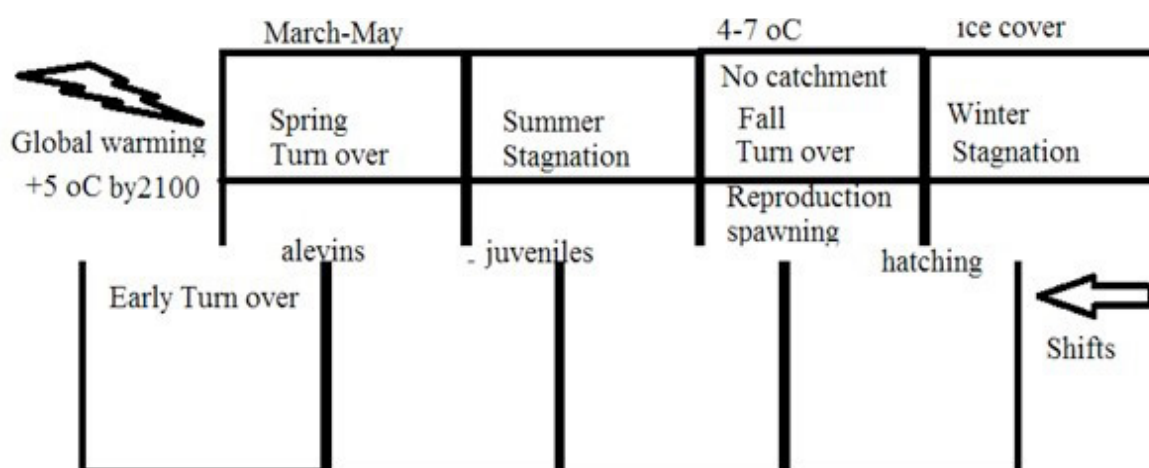 March-May
4-7 oC
ice cover
Global warming
+5 oC by2100
Spring
Turn over
Summer
Stagnation
No catchment
Fall
Turn over
Winter
Stagnation
Reproduction
spawning
alevins
juveniles
hatching
Early Turn over
Shifts